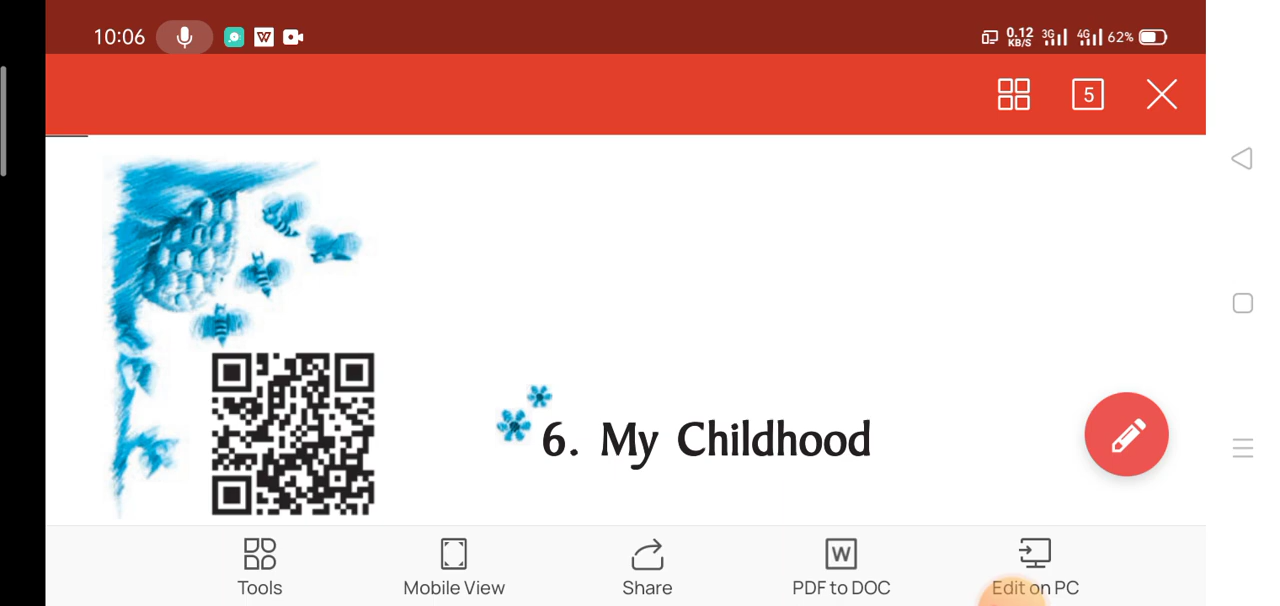 10:06 W 0.12 KB/S 3G 4G 62%
5
6. My Childhood
W
Tools Mobile View Share PDF to DOC Edit on PC